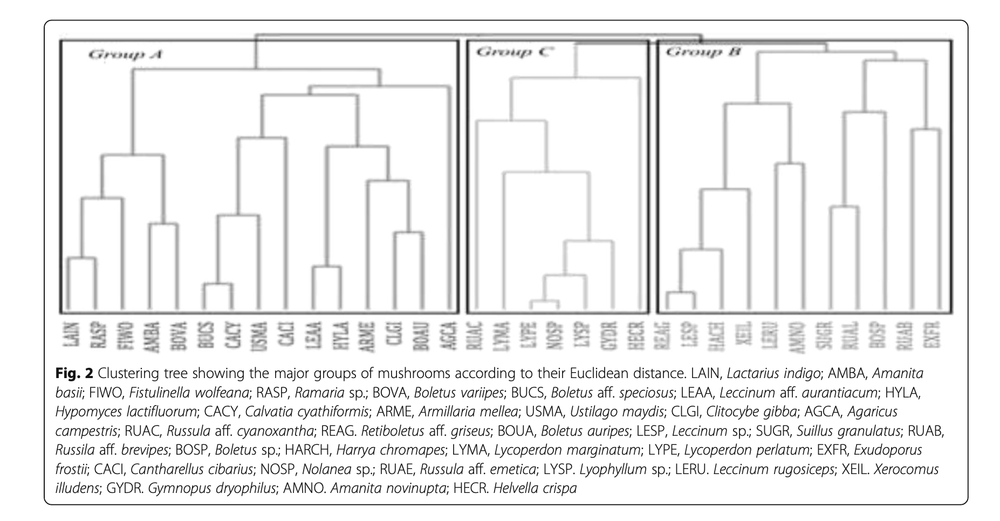 Group A Group C Group B
LAIN RASP FIWO AMBA BOVA BUCS CACY USMA CACI LEAA HYLA ARME CLGI BOAU AGCA RUAC LYMA LYPE NOSP LYSP GYDR HECR REAG LESP HACH XEIL LERU AMNO SUGR RUAL BOSP RUAB EXFR
Fig. 2 Clustering tree showing the major groups of mushrooms according to their Euclidean distance. LAIN, Lactarius indigo; AMBA, Amanita
basii; FIWO, Fistulinella wolfeana; RASP, Ramaria sp.; BOVA, Boletus variipes; BUCS, Boletus aff. speciosus; LEAA, Leccinum aff. aurantiacum; HYLA,
Hypomyces lactifluorum; CACY, Calvatia cyathiformis; ARME, Armillaria mellea; USMA, Ustilago maydis; CLGI, Clitocybe gibba; AGCA, Agaricus
campestris; RUAC, Russula aff. cyanoxantha; REAG. Retiboletus aff. griseus; BOUA, Boletus auripes; LESP, Leccinum sp.; SUGR, Suillus granulatus; RUAB,
Russila aff. brevipes; BOSP, Boletus sp.; HARCH, Harrya chromapes; LYMA, Lycoperdon marginatum; LYPE, Lycoperdon perlatum; EXFR, Exudoporus
frostii; CACI, Cantharellus cibarius; NOSP, Nolanea sp.; RUAE, Russula aff. emetica; LYSP. Lyophyllum sp.; LERU. Leccinum rugosiceps; XEIL. Xerocomus
illudens; GYDR. Gymnopus dryophilus; AMNO. Amanita novinupta; HECR. Helvella crispa